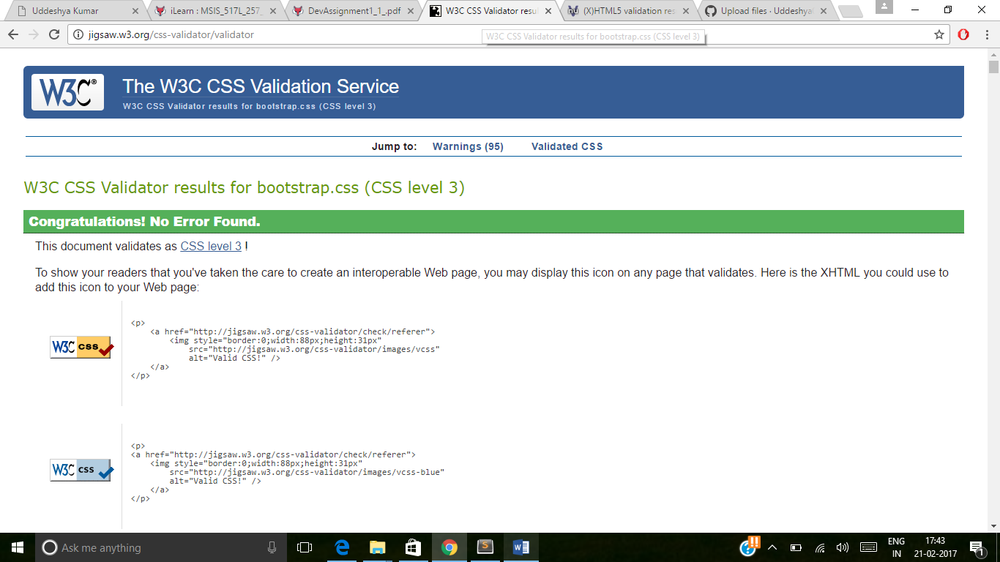 Uddeshya Kumar
iLearn : MSIS_517L_257_
DevAssignment1_1_.pdf
W3C CSS Validator resul
(X)HTML5 validation res
Upload files · Uddeshya
jigsaw.w3.org/css-validator/validator
W3C CSS Validator results for bootstrap.css (CSS level 3)
W3C®
The W3C CSS Validation Service
W3C CSS Validator results for bootstrap.css (CSS level 3)
Jump to: Warnings (95) Validated CSS
W3C CSS Validator results for bootstrap.css (CSS level 3)
Congratulations! No Error Found.
This document validates as CSS level 3 !
To show your readers that you've taken the care to create an interoperable Web page, you may display this icon on any page that validates. Here is the XHTML you could use to
add this icon to your Web page:
W3C css
<p>
<a href="http://jigsaw.w3.org/css-validator/check/referer">
<img style="border:0;width:88px;height:31px"
src="http://jigsaw.w3.org/css-validator/images/vcss"
alt="Valid CSS!" />
</a>
</p>
W3C css
<p>
<a href="http://jigsaw.w3.org/css-validator/check/referer">
<img style="border:0;width:88px;height:31px"
src="http://jigsaw.w3.org/css-validator/images/vcss-blue"
alt="Valid CSS!" />
</a>
</p>
Ask me anything
ENG
IN
17:43
21-02-2017
1